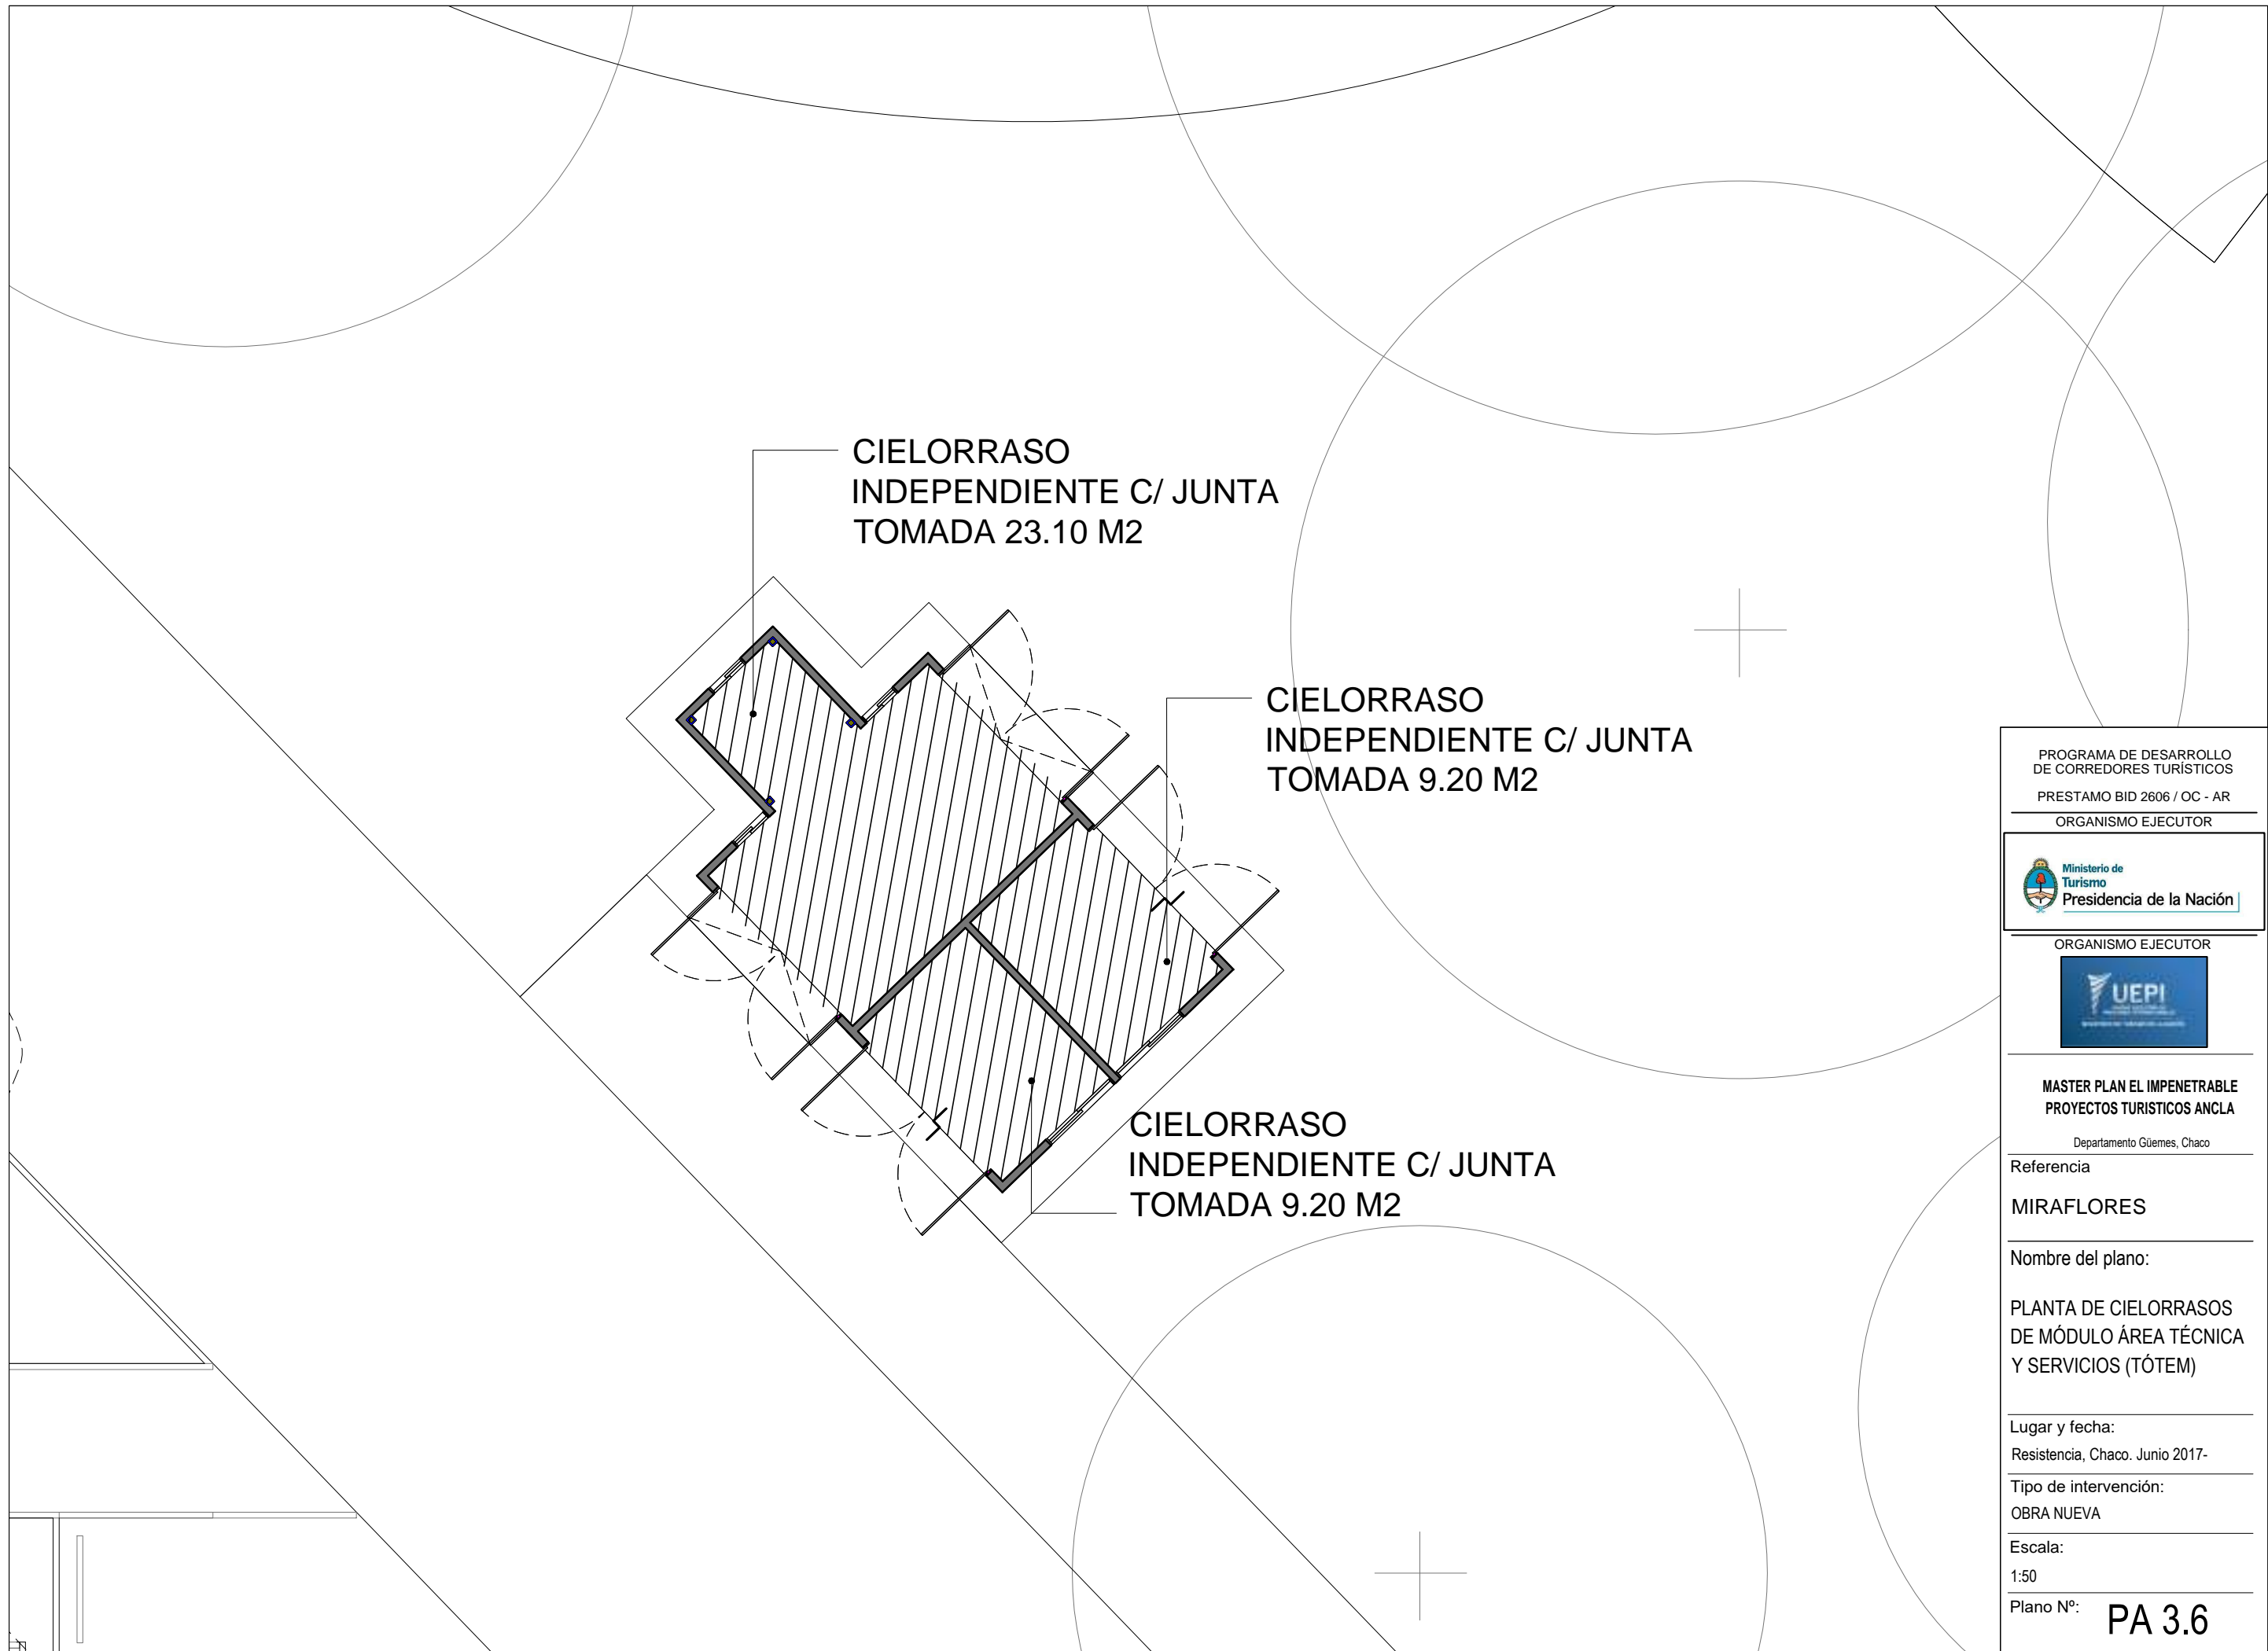 CIELORRASO
INDEPENDIENTE C/ JUNTA
TOMADA 23.10 M2
CIELORRASO
INDEPENDIENTE C/ JUNTA
TOMADA 9.20 M2
CIELORRASO
INDEPENDIENTE C/ JUNTA
TOMADA 9.20 M2
PROGRAMA DE DESARROLLO
DE CORREDORES TURÍSTICOS
PRESTAMO BID 2606 / OC - AR
ORGANISMO EJECUTOR
Ministerio de
Turismo
Presidencia de la Nación
ORGANISMO EJECUTOR
UEPI
MASTER PLAN EL IMPENETRABLE
PROYECTOS TURISTICOS ANCLA
Departamento Güemes, Chaco
Referencia
MIRAFLORES
Nombre del plano:
PLANTA DE CIELORRASOS
DE MÓDULO ÁREA TÉCNICA
Y SERVICIOS (TÓTEM)
Lugar y fecha:
Resistencia, Chaco. Junio 2017-
Tipo de intervención:
OBRA NUEVA
Escala:
1:50
Plano Nº: PA 3.6